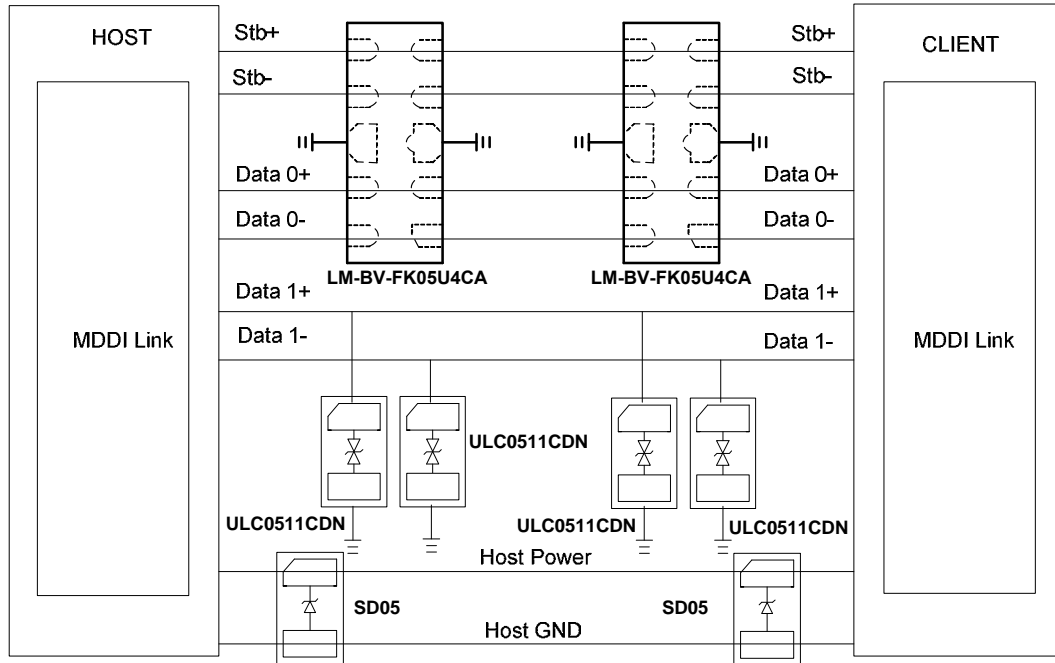 HOST
CLIENT
Stb+
Stb+
Stb-
Stb-
Data 0+
Data 0+
Data 0-
Data 0-
LM-BV-FK05U4CA
LM-BV-FK05U4CA
Data 1+
Data 1+
Data 1-
Data 1-
MDDI Link
MDDI Link
ULC0511CDN
ULC0511CDN
ULC0511CDN
ULC0511CDN
Host Power
SD05
SD05
Host GND